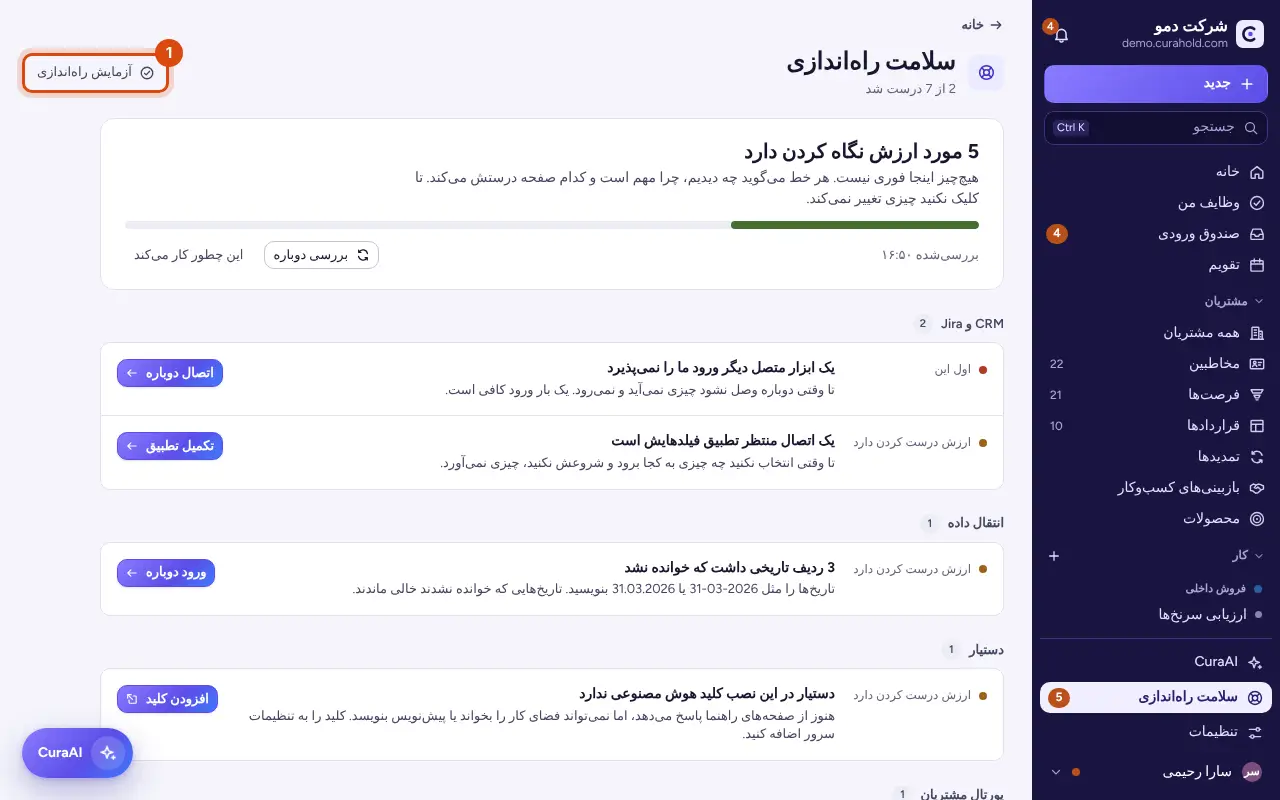 شرکت دمو
demo.curahold.com
4
جدید
جستجو
Ctrl K
خانه
وظایف من
صندوق ورودی
4
تقویم
مشتریان
همه مشتریان
مخاطبین
22
فرصت‌ها
21
قراردادها
10
تمدیدها
بازبینی‌های کسب‌وکار
محصولات
کار
فروش داخلی
ارزیابی سرنخ‌ها
CuraAI
سلامت راه‌اندازی
5
تنظیمات
سر
سارا رحیمی
خانه
سلامت راه‌اندازی
2 از 7 درست شد
آزمایش راه‌اندازی
1
5 مورد ارزش نگاه کردن دارد
هیچ‌چیز اینجا فوری نیست. هر خط می‌گوید چه دیدیم، چرا مهم است و کدام صفحه درستش می‌کند. تا
کلیک نکنید چیزی تغییر نمی‌کند.
بررسی‌شده ۱۶:۵۰
بررسی دوباره
این چطور کار می‌کند
CRM و Jira
2
اول این
یک ابزار متصل دیگر ورود ما را نمی‌پذیرد
تا وقتی دوباره وصل نشود چیزی نمی‌آید و نمی‌رود. یک بار ورود کافی است.
اتصال دوباره
ارزش درست کردن دارد
یک اتصال منتظر تطبیق فیلدهایش است
تا وقتی انتخاب نکنید چه چیزی به کجا برود و شروعش نکنید، چیزی نمی‌آورد.
تکمیل تطبیق
انتقال داده
1
ارزش درست کردن دارد
3 ردیف تاریخی داشت که خوانده نشد
تاریخ‌ها را مثل 2026-03-31 یا 31.03.2026 بنویسید. تاریخ‌هایی که خوانده نشدند خالی ماندند.
ورود دوباره
دستیار
1
ارزش درست کردن دارد
دستیار در این نصب کلید هوش مصنوعی ندارد
هنوز از صفحه‌های راهنما پاسخ می‌دهد، اما نمی‌تواند فضای کار را بخواند یا پیش‌نویس بنویسد. کلید را به تنظیمات
سرور اضافه کنید.
افزودن کلید
پورتال مشتریان
1
CuraAI